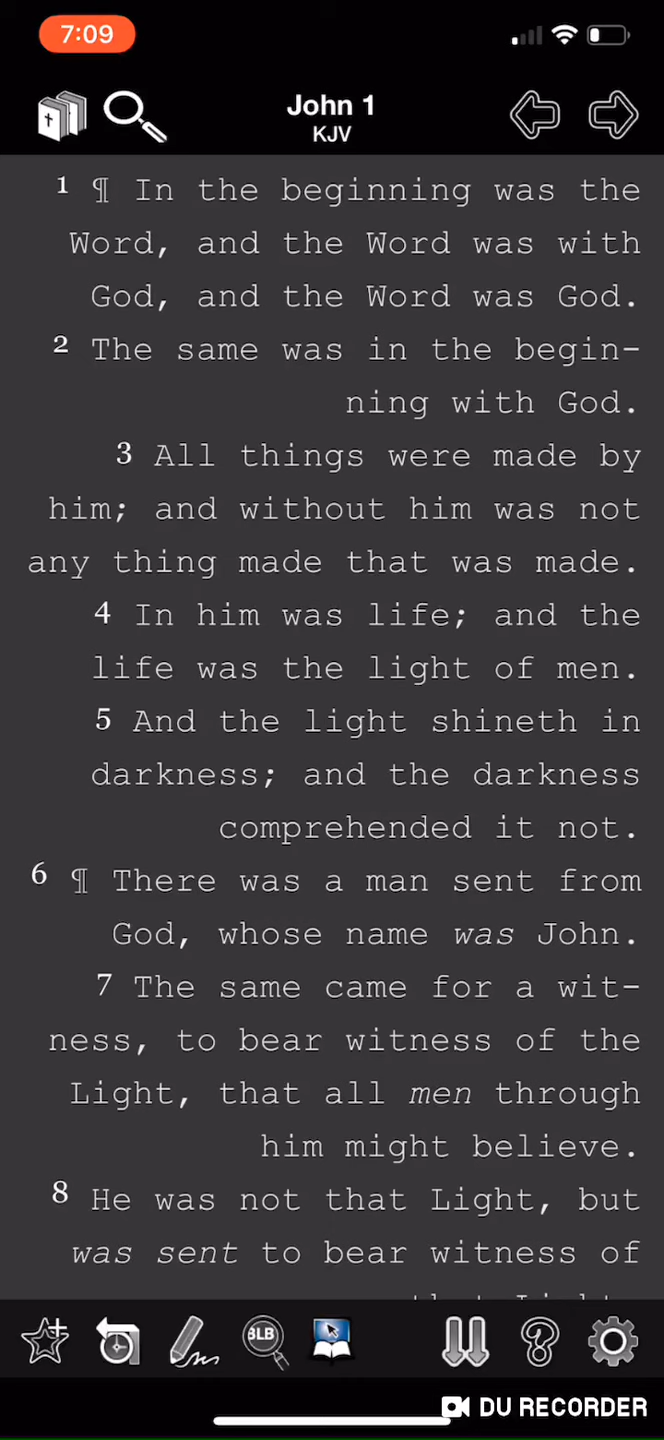 7:09
John 1
KJV
1 ¶ In the beginning was the
Word, and the Word was with
God, and the Word was God.
2 The same was in the begin-
ning with God.
3 All things were made by
him; and without him was not
any thing made that was made.
4 In him was life; and the
life was the light of men.
5 And the light shineth in
darkness; and the darkness
comprehended it not.
6 ¶ There was a man sent from
God, whose name was John.
7 The same came for a wit-
ness, to bear witness of the
Light, that all men through
him might believe.
8 He was not that Light, but
was sent to bear witness of
BLB
DU RECORDER